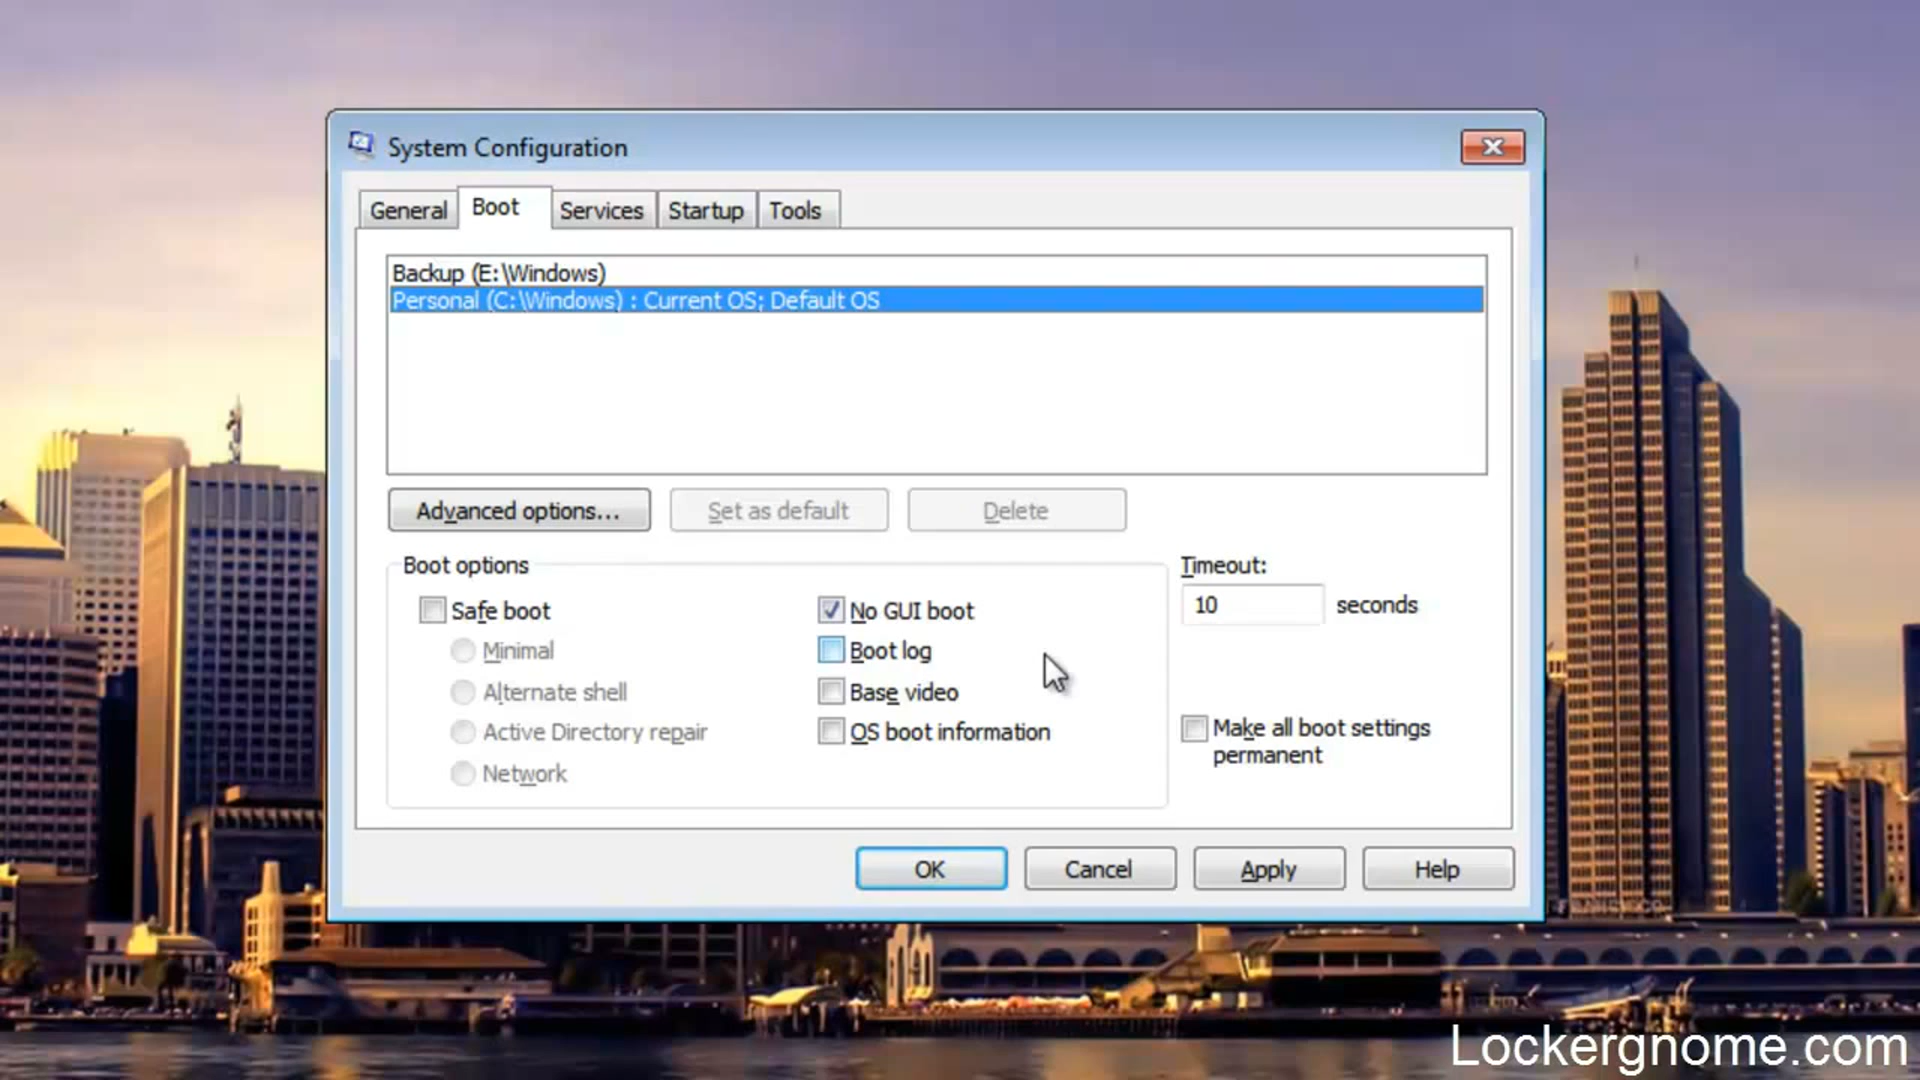 System Configuration
General Boot Services Startup Tools
Backup (E:\Windows)
Personal (C:\Windows) : Current OS; Default OS
Advanced options... Set as default Delete
Boot options Timeout:
10 seconds
Safe boot No GUI boot
Minimal Boot log
Alternate shell Base video
Active Directory repair OS boot information
Network
Make all boot settings
permanent
OK Cancel Apply Help
Lockergnome.com